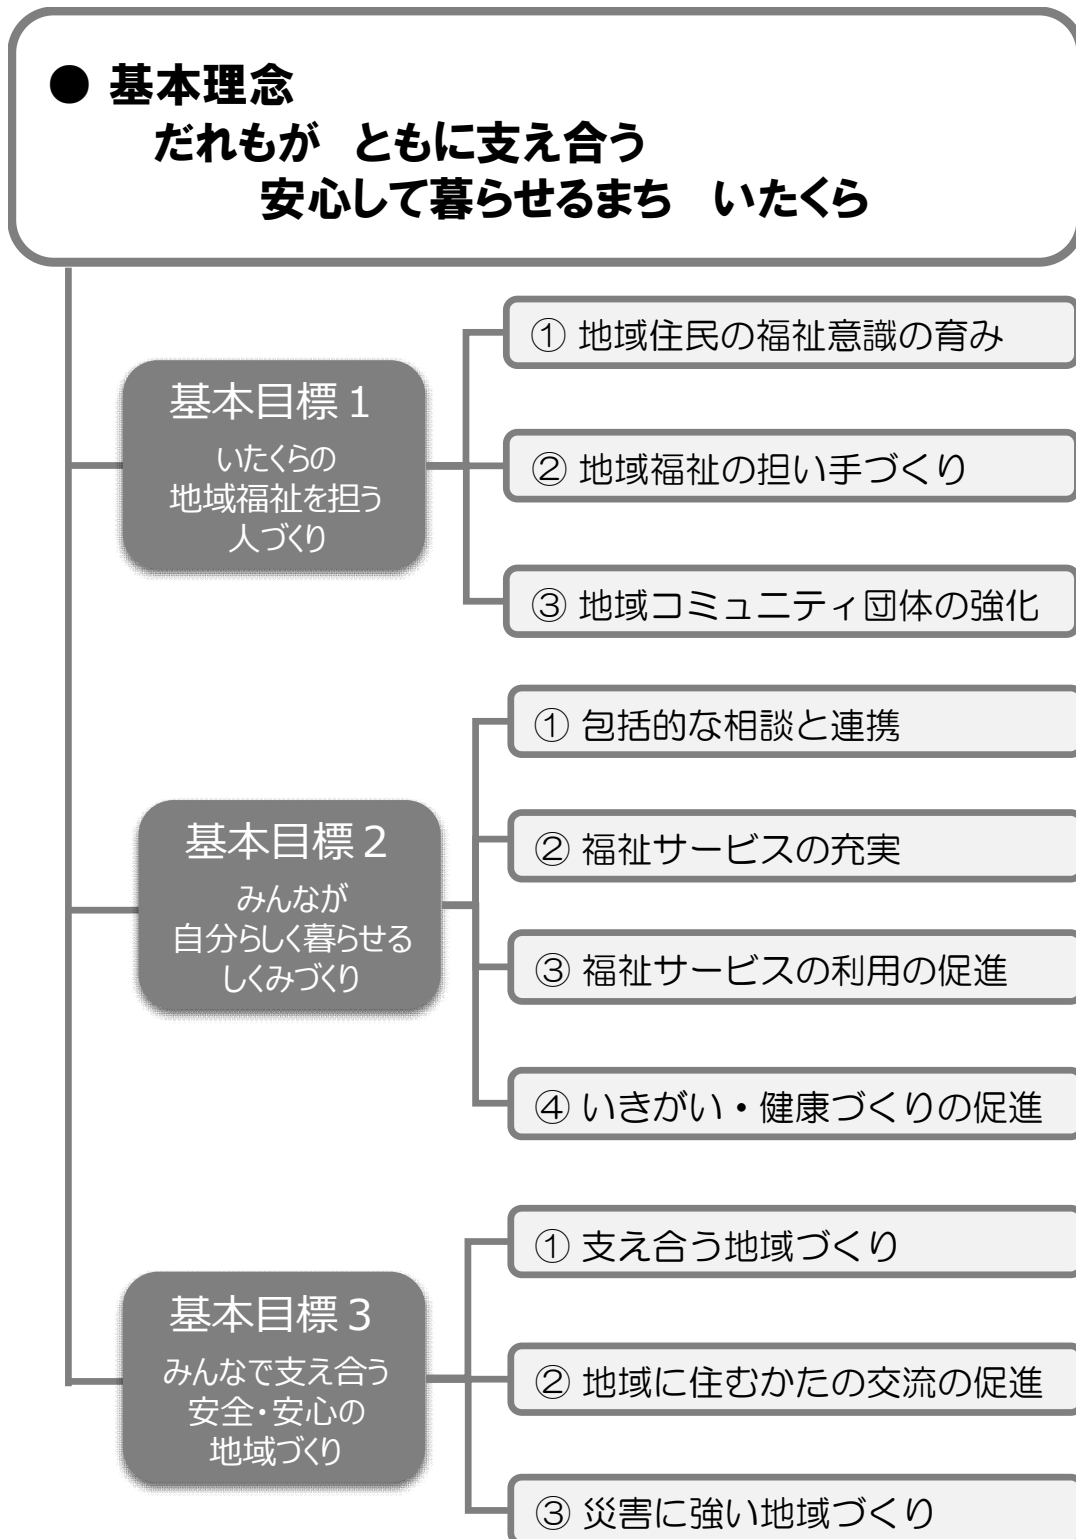 ● 基本理念
だれもが ともに支え合う
安心して暮らせるまち いたくら
基本目標１
いたくらの
地域福祉を担う
人づくり
① 地域住民の福祉意識の育み
② 地域福祉の担い手づくり
③ 地域コミュニティ団体の強化
基本目標２
みんなが
自分らしく暮らせる
しくみづくり
① 包括的な相談と連携
② 福祉サービスの充実
③ 福祉サービスの利用の促進
④ いきがい・健康づくりの促進
基本目標３
みんなで支え合う
安全・安心の
地域づくり
① 支え合う地域づくり
② 地域に住むかたの交流の促進
③ 災害に強い地域づくり